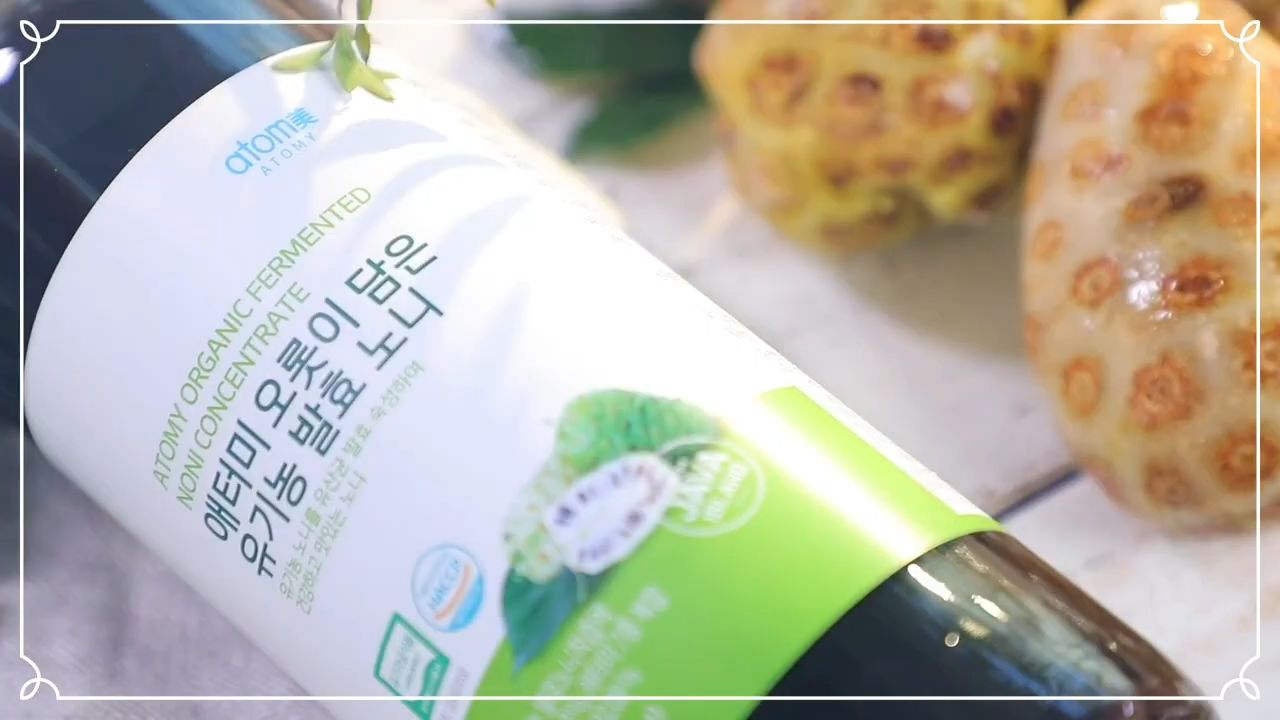 atom美
ATOMY
ATOMY ORGANIC FERMENTED
NONI CONCENTRATE
애터미 오롯이 담은
유기농 발효 노니
유기농 노니를 유산균 발효 숙성하여
건강하고 맛있는 노니
JAVA
ISLAND
HACCP